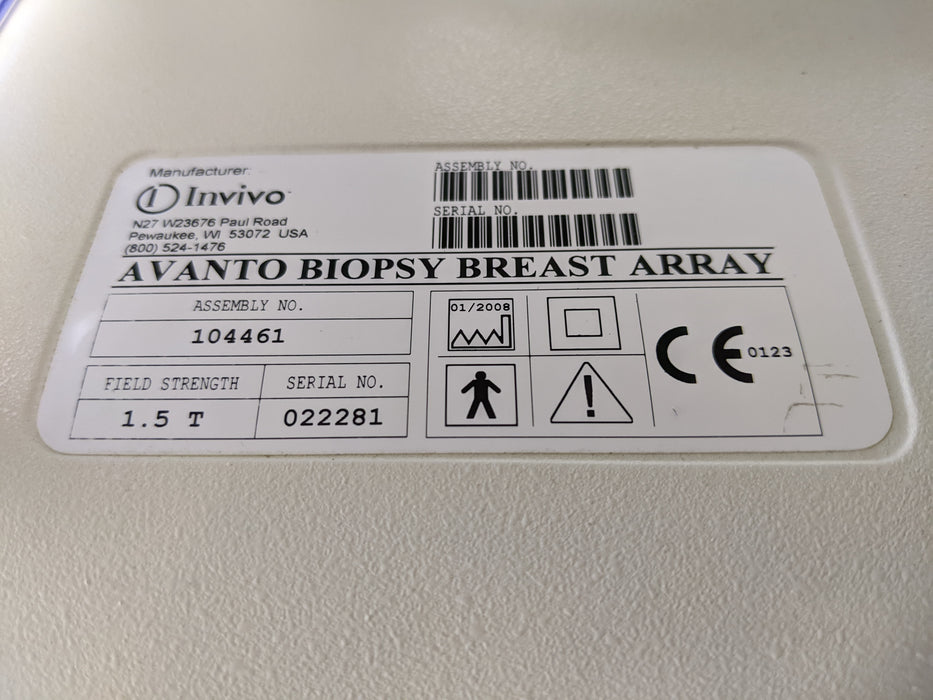 Manufacturer:
Invivo
N27 W23676 Paul Road
Pewaukee, WI 53072 USA
(800) 524-1476
ASSEMBLY NO.
SERIAL NO.
AVANTO BIOPSY BREAST ARRAY
ASSEMBLY NO.
104461
FIELD STRENGTH
1.5 T
SERIAL NO.
022281
01/2008
CE 0123